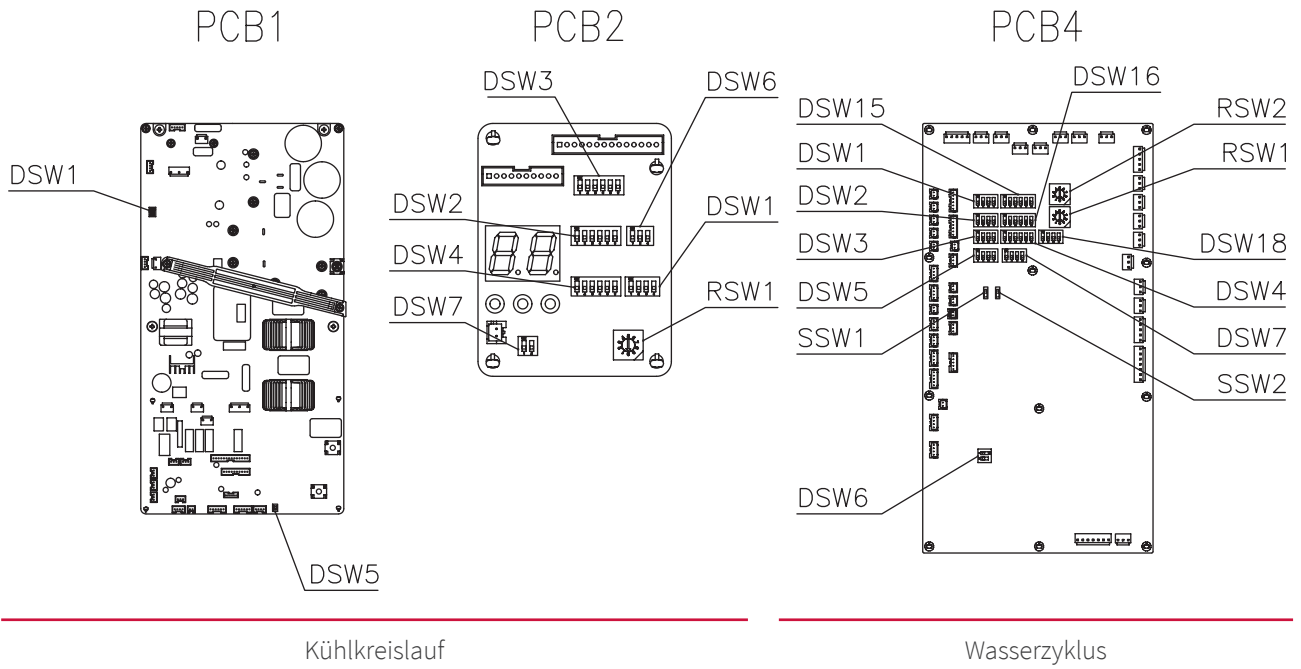 PCB1
DSW1
DSW5
PCB2
DSW3
DSW6
DSW2
DSW1
DSW4
DSW7
RSW1
Kühlkreislauf
PCB4
DSW16
DSW15
RSW2
DSW1
RSW1
DSW2
DSW3
DSW18
DSW5
DSW4
SSW1
DSW7
SSW2
DSW6
Wasserzyklus